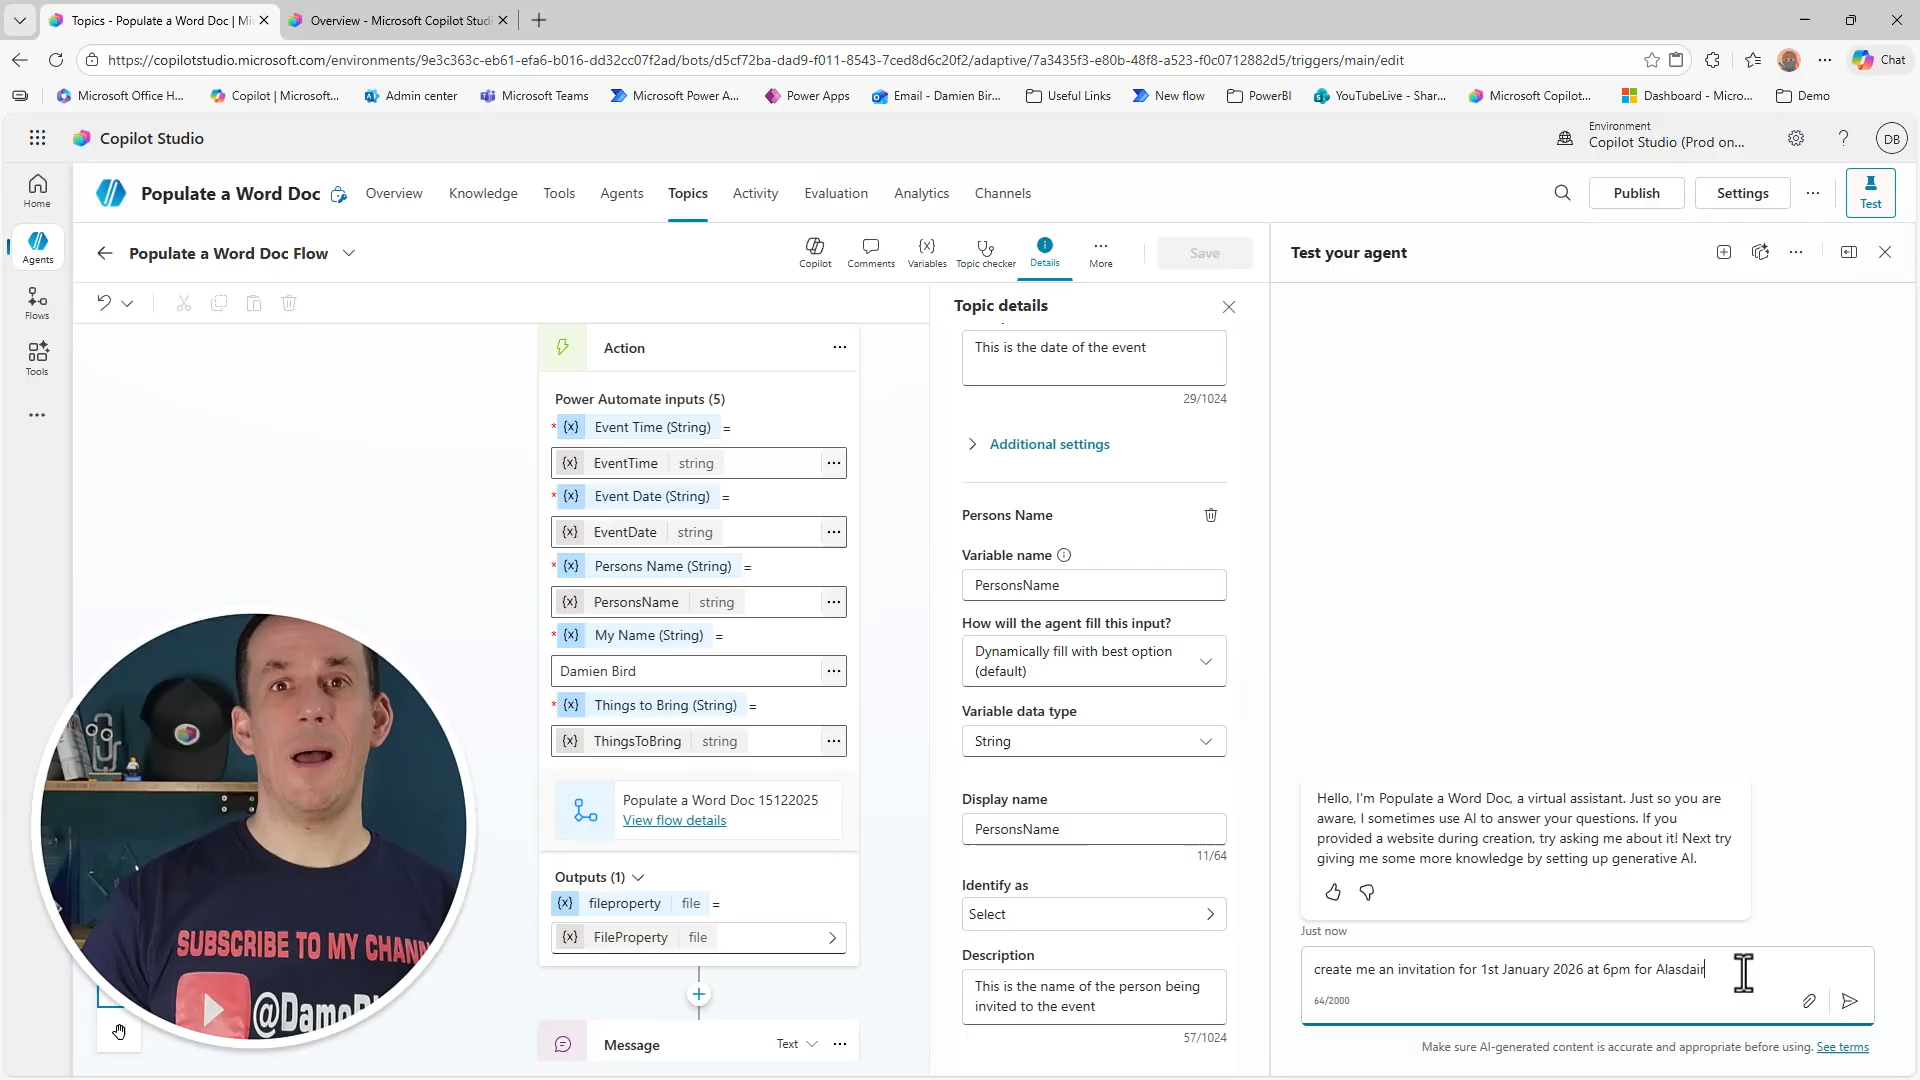 Topics - Populate a Word Doc | Mi
Overview - Microsoft Copilot Studi
https://copilotstudio.microsoft.com/environments/9e3c363c-eb61-efa6-b016-dd32cc07f2ad/bots/d5cf72ba-dad9-f011-8543-7ced8d6c20f2/adaptive/7a3435f3-e80b-48f8-a523-f0c0712882d5/triggers/main/edit
Chat
Microsoft Office H...
Copilot | Microsoft...
Admin center
Microsoft Teams
Microsoft Power A...
Power Apps
Email - Damien Bir...
Useful Links
New flow
PowerBI
YouTubeLive - Shar...
Microsoft Copilot...
Dashboard - Micro...
Demo
Copilot Studio
Environment
Copilot Studio (Prod on...
DB
Home
Agents
Flows
Tools
Populate a Word Doc
Overview
Knowledge
Tools
Agents
Topics
Activity
Evaluation
Analytics
Channels
Publish
Settings
Test
Populate a Word Doc Flow
Copilot
Comments
Variables
Topic checker
Details
More
Save
Action
Power Automate inputs (5)
* {x} Event Time (String) =
{x} EventTime string
* {x} Event Date (String) =
{x} EventDate string
* {x} Persons Name (String) =
{x} PersonsName string
* {x} My Name (String) =
Damien Bird
* {x} Things to Bring (String) =
{x} ThingsToBring string
Populate a Word Doc 15122025
View flow details
Outputs (1)
{x} fileproperty file =
{x} FileProperty file
Message
Text
Topic details
This is the date of the event
29/1024
Additional settings
Persons Name
Variable name
PersonsName
How will the agent fill this input?
Dynamically fill with best option
(default)
Variable data type
String
Display name
PersonsName
11/64
Identify as
Select
Description
This is the name of the person being
invited to the event
57/1024
Test your agent
Hello, I'm Populate a Word Doc, a virtual assistant. Just so you are
aware, I sometimes use AI to answer your questions. If you
provided a website during creation, try asking me about it! Next try
giving me some more knowledge by setting up generative AI.
Just now
create me an invitation for 1st January 2026 at 6pm for Alasdair
64/2000
Make sure AI-generated content is accurate and appropriate before using. See terms
SUBSCRIBE TO MY CHANN